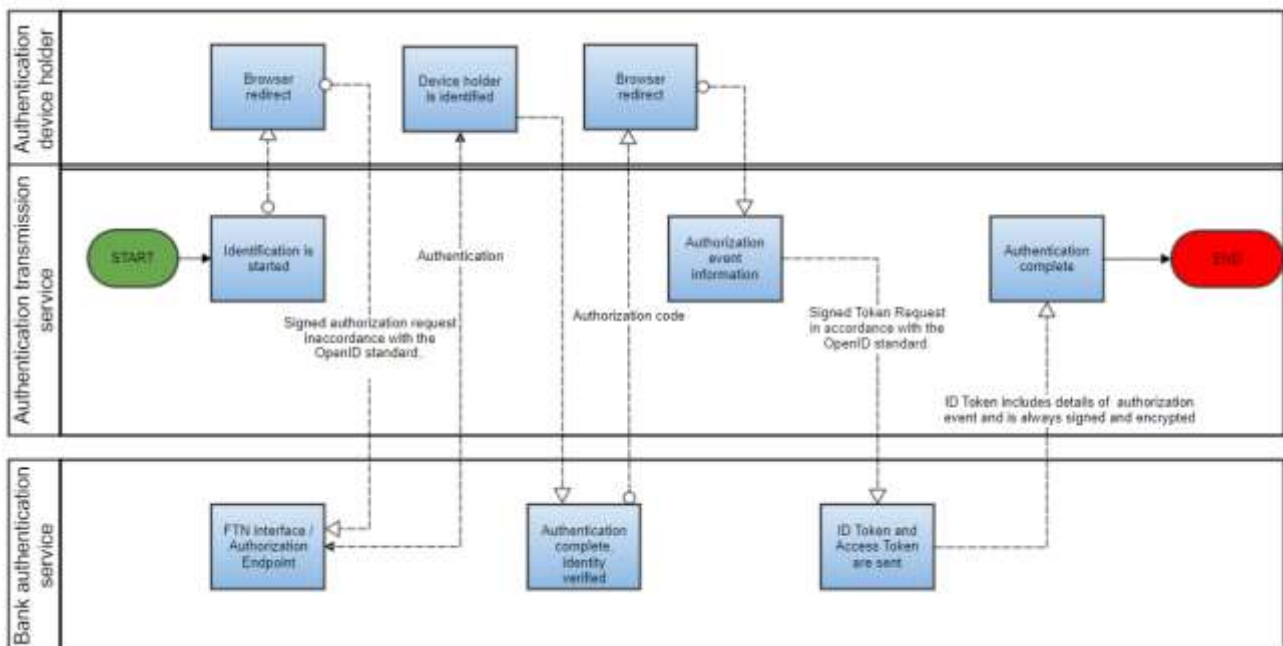 Authentication
device holder
Browser
redirect
Device holder
is identified
Browser
redirect
Authentication transmission
service
START
Identification is
started
Authentication
Signed authorization request
inaccordance with the
OpenID standard.
Authorization code
Authorization
event
information
Signed Token Request
in accordance with the
OpenID standard.
Authentication
complete
END
ID Token includes details of authorization
event and is always signed and encrypted
Bank authentication
service
FTN Interface /
Authorization
Endpoint
Authentication
complete,
Identity
verified
ID Token and
Access Token
are sent